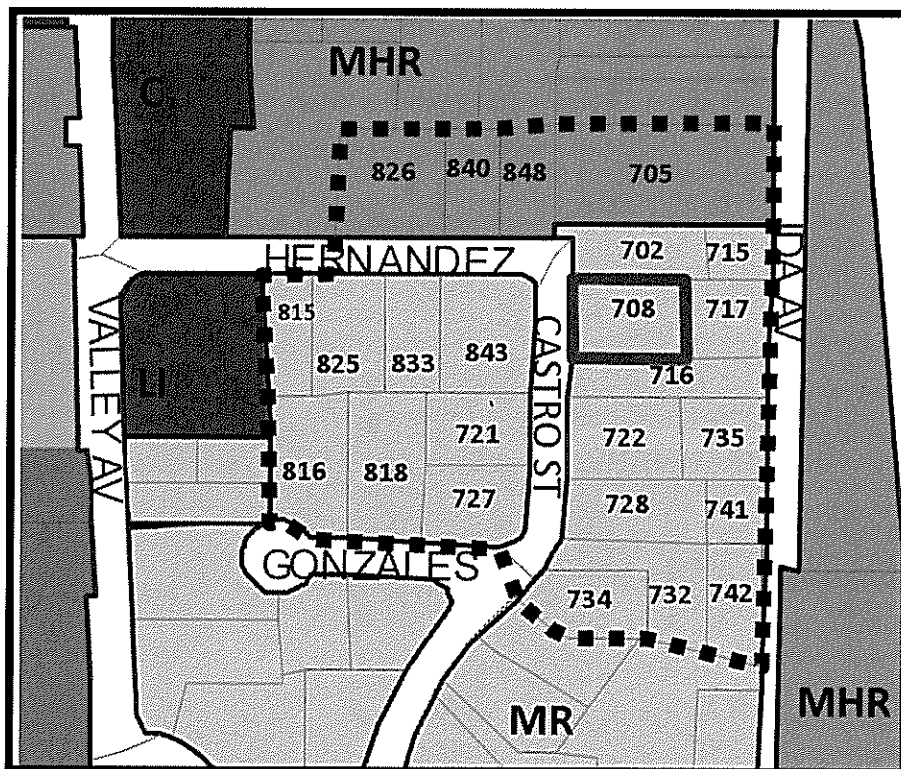 MHR
C
826 840 848 705
HERNANDEZ
702 715
IDA AV
708 717
815
825 833 843
CASTRO ST
716
VALLEY AV
LI
721
722 735
816 818
727
728 741
GONZALES
734 732 742
MR
MHR